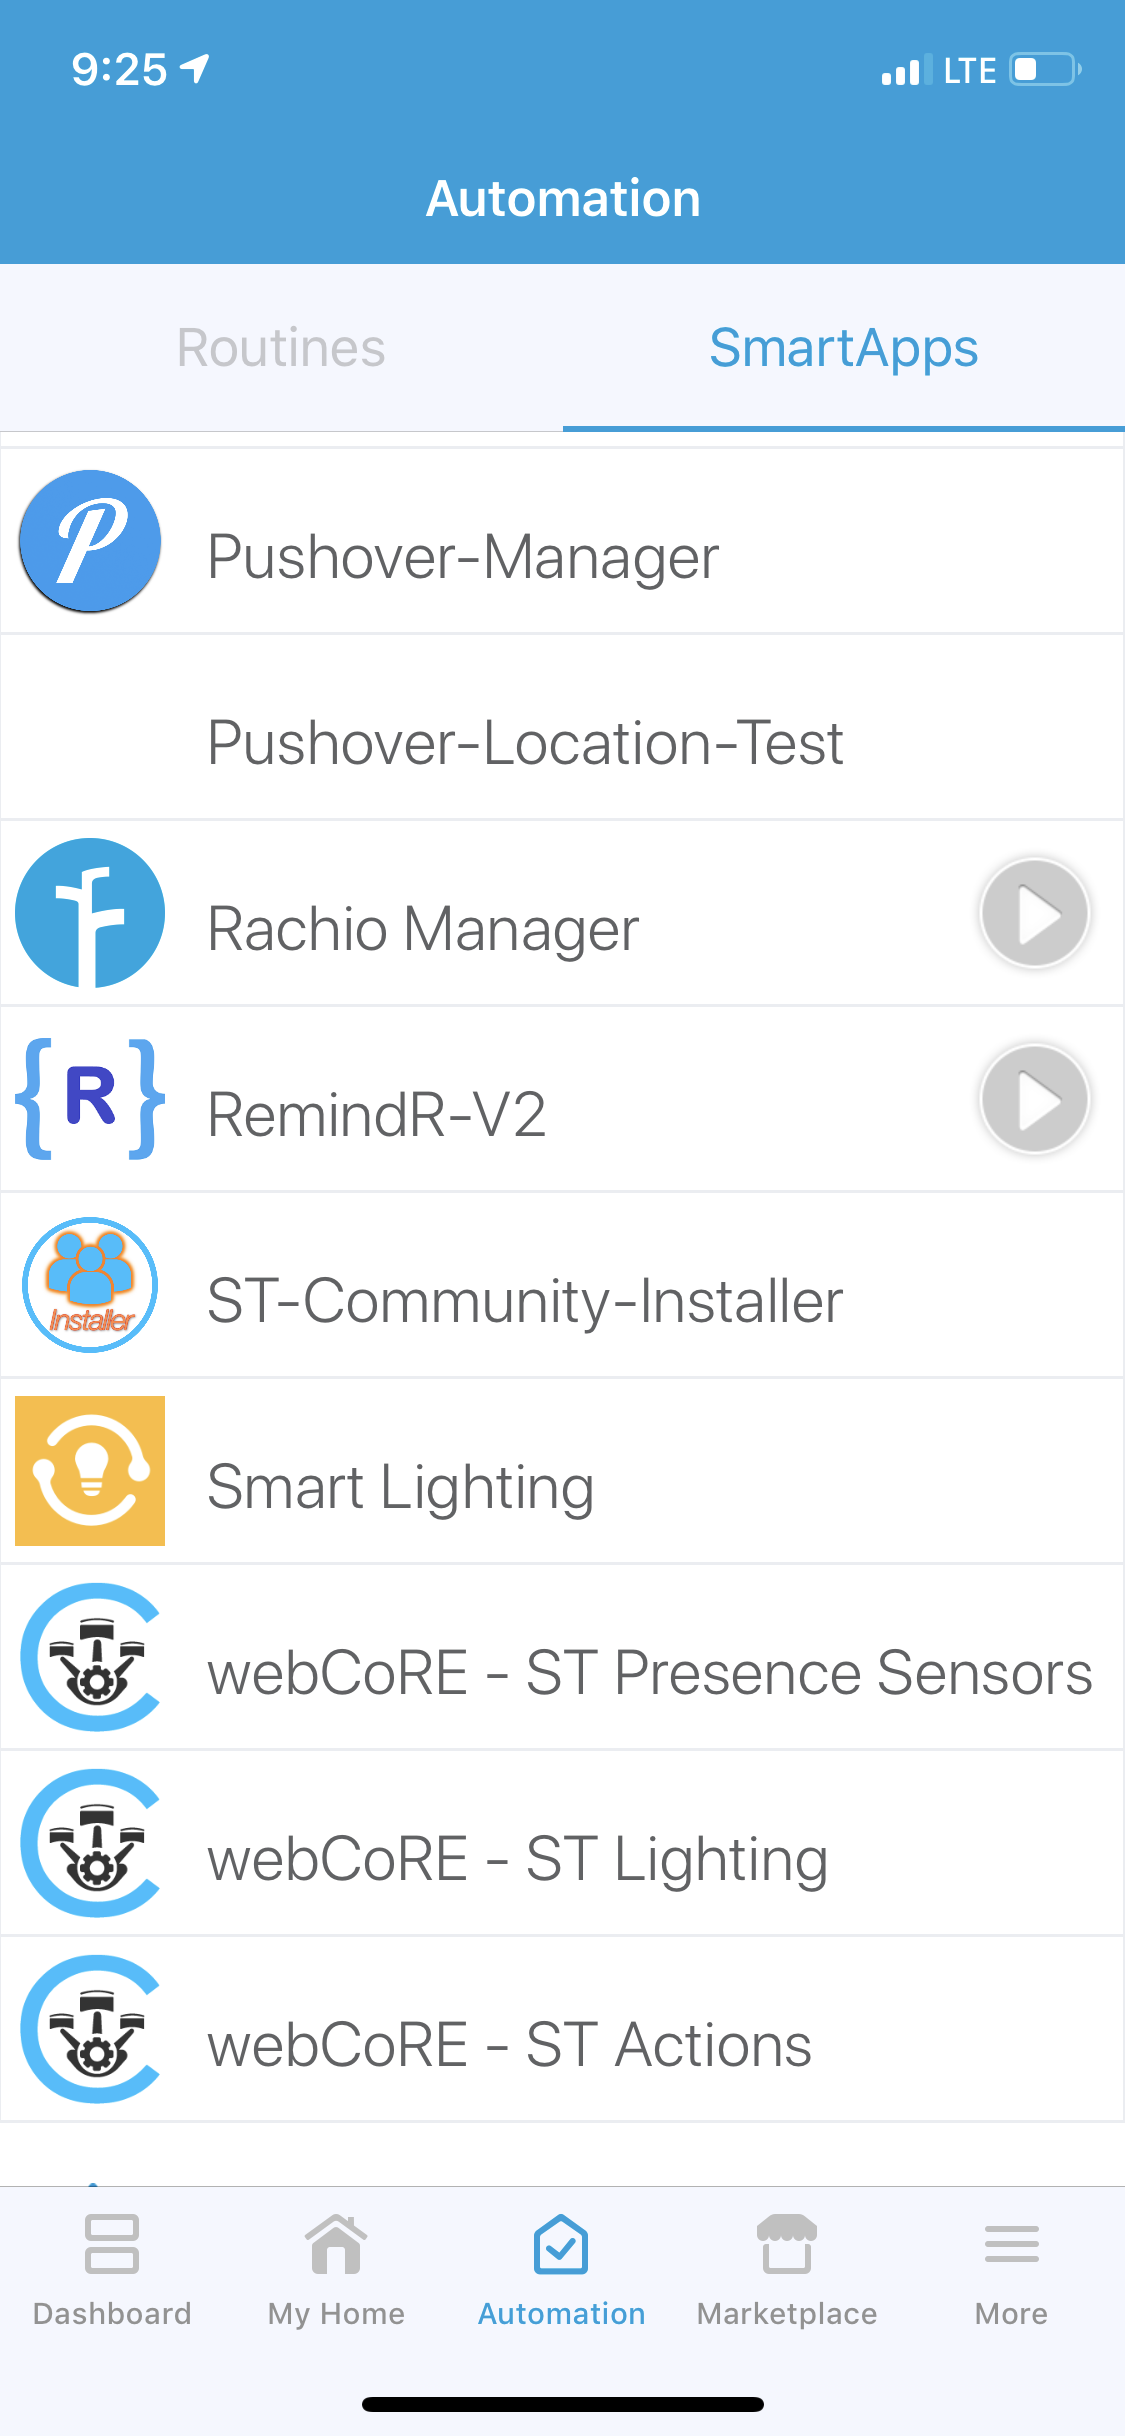 9:25
LTE
Automation
Routines
SmartApps
Pushover-Manager
Pushover-Location-Test
Rachio Manager
{R}
RemindR-V2
Installer
ST-Community-Installer
Smart Lighting
webCoRE - ST Presence Sensors
webCoRE - ST Lighting
webCoRE - ST Actions
Dashboard
My Home
Automation
Marketplace
More